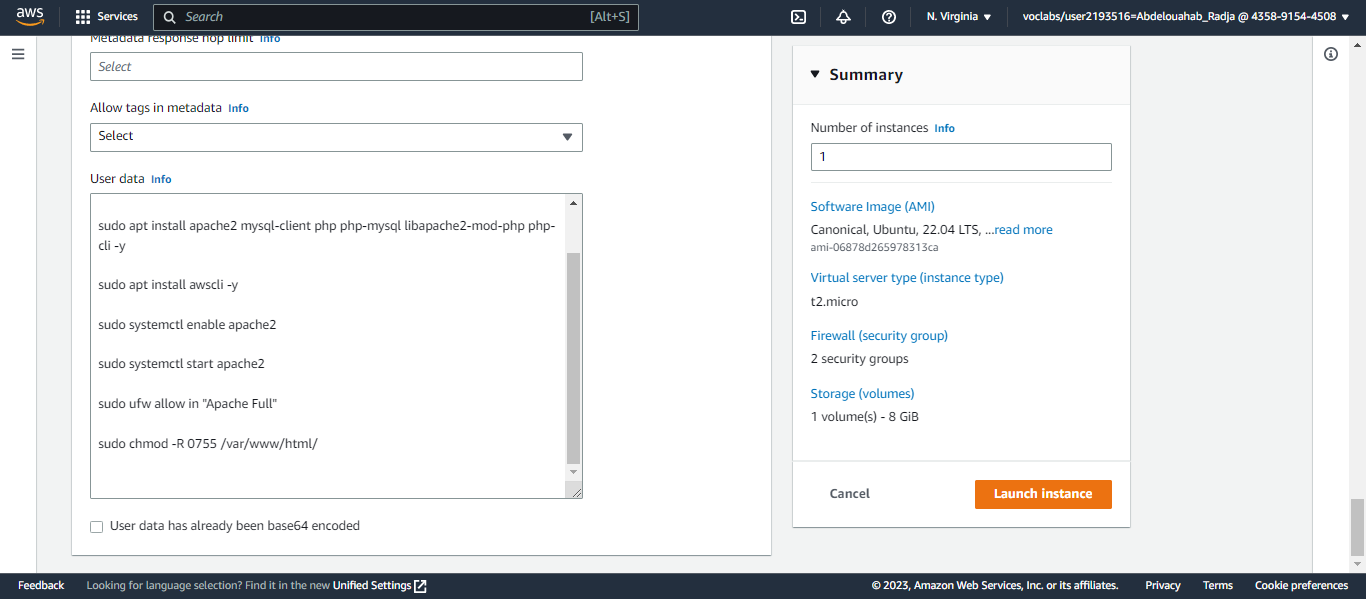 aws
Services
Search
[Alt+S]
N. Virginia
voclabs/user2193516=Abdelouahab_Radja @ 4358-9154-4508
Metadata response hop limit Info
Select
Allow tags in metadata Info
Select
User data Info
sudo apt install apache2 mysql-client php php-mysql libapache2-mod-php php-
cli -y
sudo apt install awscli -y
sudo systemctl enable apache2
sudo systemctl start apache2
sudo ufw allow in "Apache Full"
sudo chmod -R 0755 /var/www/html/
User data has already been base64 encoded
Summary
Number of instances Info
1
Software Image (AMI)
Canonical, Ubuntu, 22.04 LTS, ...read more
ami-06878d265978313ca
Virtual server type (instance type)
t2.micro
Firewall (security group)
2 security groups
Storage (volumes)
1 volume(s) - 8 GiB
Cancel
Launch instance
Feedback
Looking for language selection? Find it in the new Unified Settings
© 2023, Amazon Web Services, Inc. or its affiliates.
Privacy
Terms
Cookie preferences